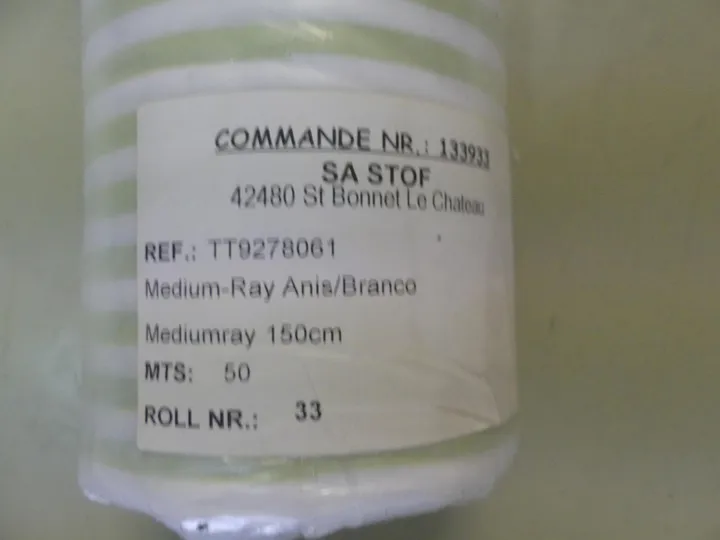 COMMANDE NR.: 133933
SA STOF
42480 St Bonnet Le Chateau
REF.: TT9278061
Medium-Ray Anis/Branco
Mediumray 150cm
MTS: 50
ROLL NR.: 33